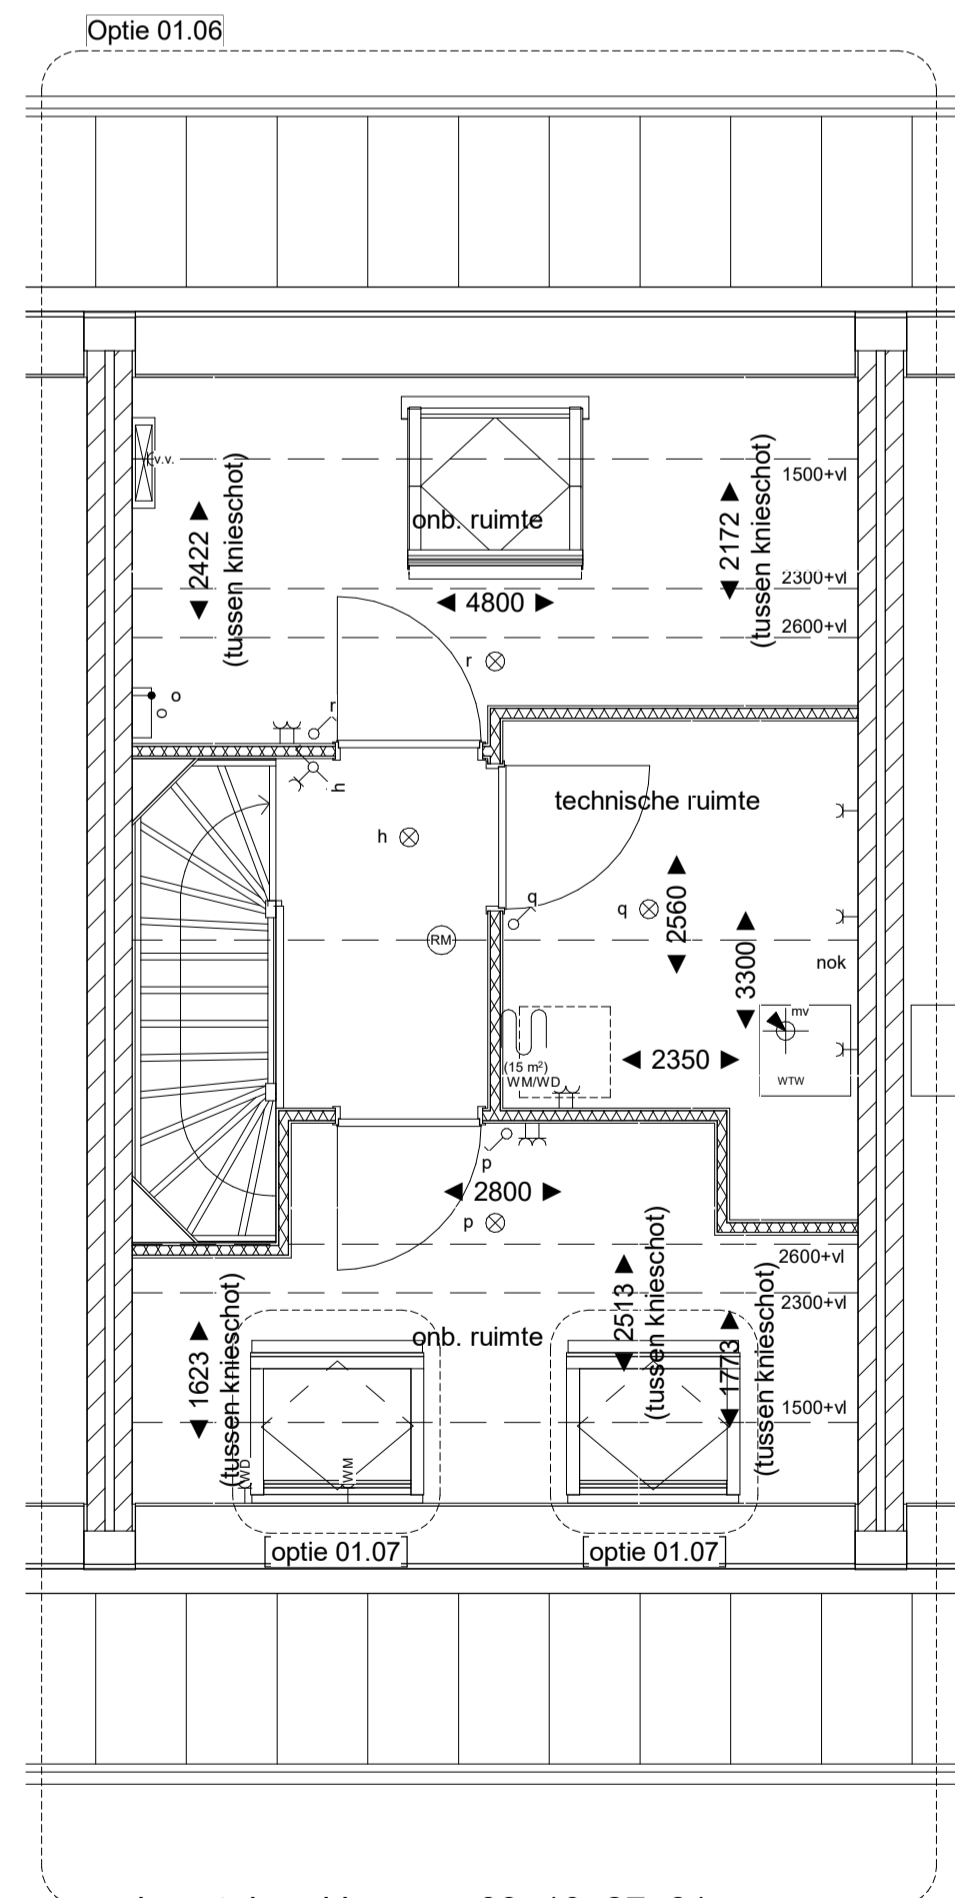 Optie 01.06
v.v.
1500+vl
2422
(tussen knieschot)
onb. ruimte
2172
(tussen knieschot)
2300+vl
4800
2600+vl
r
o
r
h
technische ruimte
h
q
q
2560
RM
3300
nok
mv
(15 m²)
WM/WD
2350
WTW
p
2800
p
2600+vl
2300+vl
1623
(tussen knieschot)
onb. ruimte
2513
(tussen knieschot)
1773
(tussen knieschot)
1500+vl
WD
WM
optie 01.07
optie 01.07